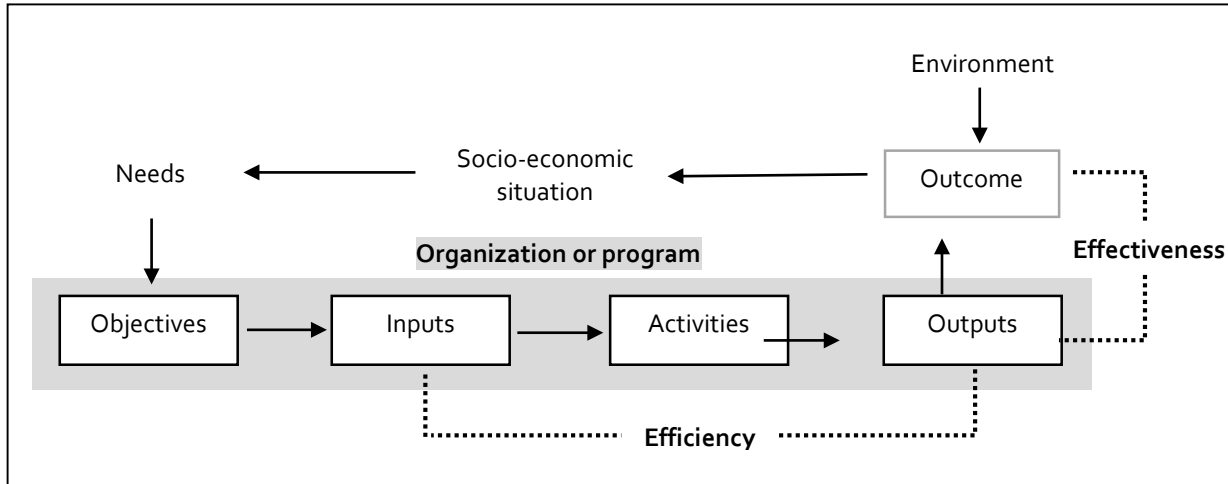 Environment
Needs
Socio-economic
situation
Outcome
Organization or program
Effectiveness
Objectives
Inputs
Activities
Outputs
Efficiency